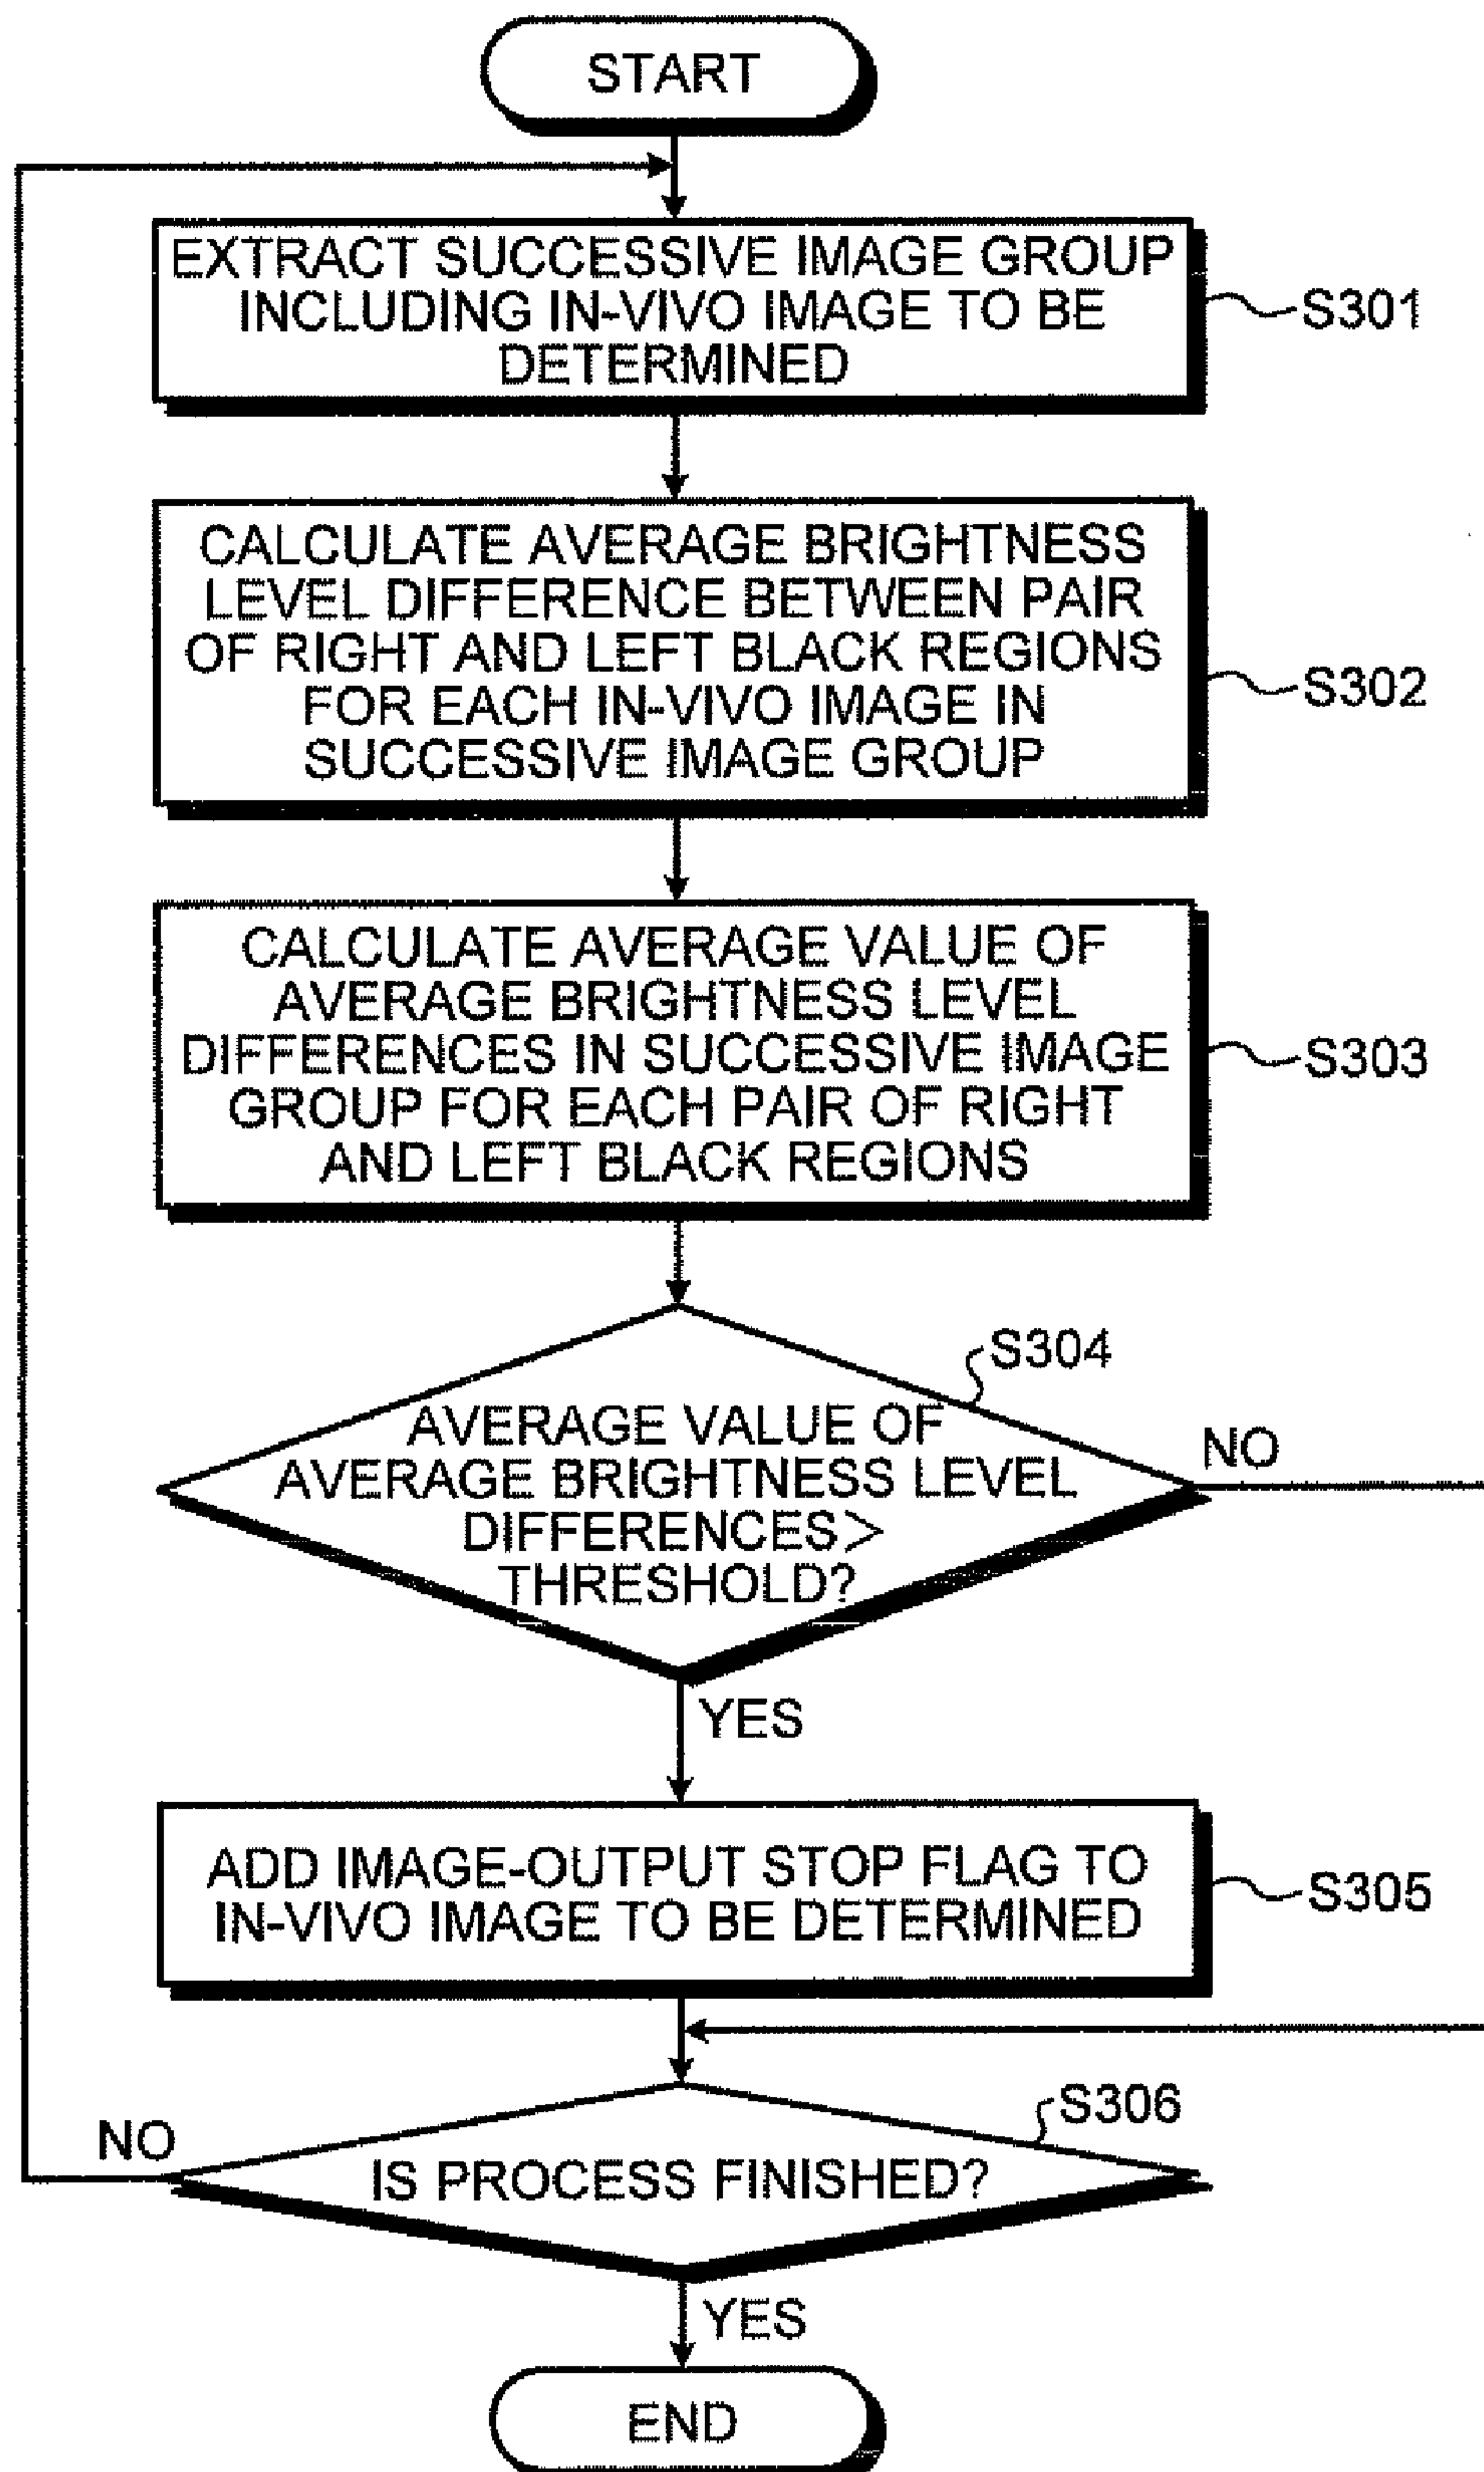 START
EXTRACT SUCCESSIVE IMAGE GROUP
INCLUDING IN-VIVO IMAGE TO BE
DETERMINED
S301
CALCULATE AVERAGE BRIGHTNESS
LEVEL DIFFERENCE BETWEEN PAIR
OF RIGHT AND LEFT BLACK REGIONS
FOR EACH IN-VIVO IMAGE IN
SUCCESSIVE IMAGE GROUP
S302
CALCULATE AVERAGE VALUE OF
AVERAGE BRIGHTNESS LEVEL
DIFFERENCES IN SUCCESSIVE IMAGE
GROUP FOR EACH PAIR OF RIGHT
AND LEFT BLACK REGIONS
S303
S304
AVERAGE VALUE OF
AVERAGE BRIGHTNESS LEVEL
DIFFERENCES>
THRESHOLD?
NO
YES
ADD IMAGE-OUTPUT STOP FLAG TO
IN-VIVO IMAGE TO BE DETERMINED
S305
S306
NO
IS PROCESS FINISHED?
YES
END